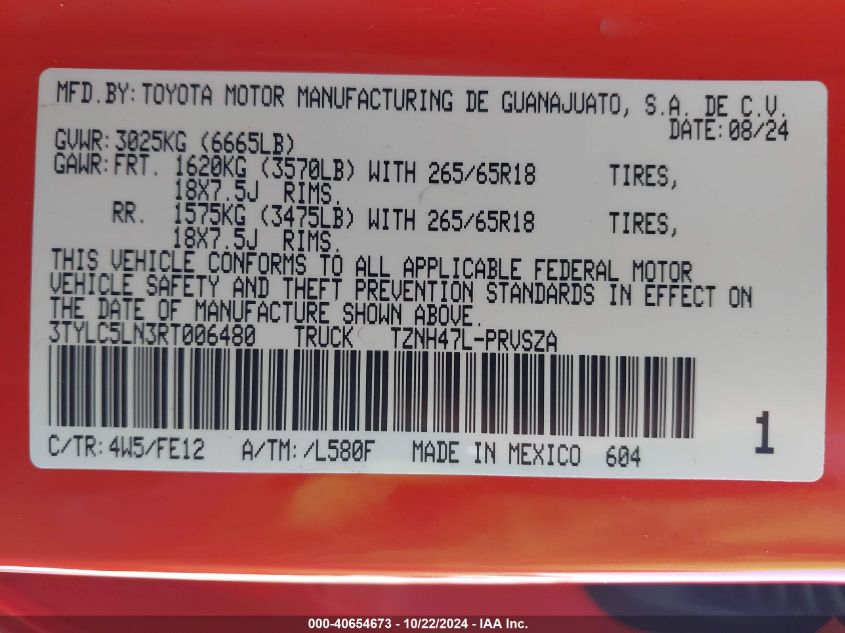 MFD.BY:TOYOTA MOTOR MANUFACTURING DE GUANAJUATO, S.A. DE C.V.
DATE:08/24
GVWR:3025KG (6665LB)
GAWR:FRT. 1620KG (3570LB) WITH 265/65R18 TIRES,
18X7.5J RIMS.
RR. 1575KG (3475LB) WITH 265/65R18 TIRES,
18X7.5J RIMS.
THIS VEHICLE CONFORMS TO ALL APPLICABLE FEDERAL MOTOR
VEHICLE SAFETY AND THEFT PREVENTION STANDARDS IN EFFECT ON
THE DATE OF MANUFACTURE SHOWN ABOVE.
3TYLC5LN3RT006480 TRUCK TZNH47L-PRVSZA
C/TR:4W5/FE12 A/TM:/L580F MADE IN MEXICO 604
1
000-40654673 - 10/22/2024 - IAA Inc.